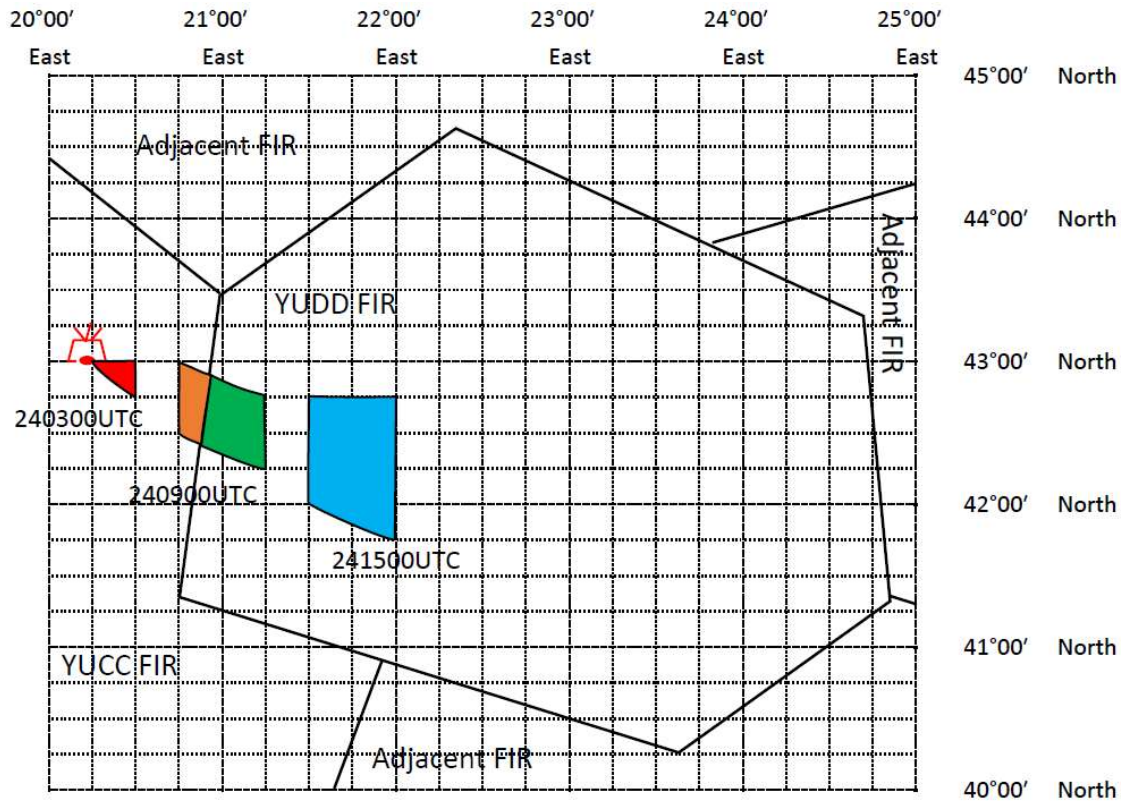 20°00′ 21°00′ 22°00′ 23°00′ 24°00′ 25°00′
East East East East East East
45°00′ North
Adjacent FIR
44°00′ North
Adjacent FIR
YUDD FIR
43°00′ North
240300UTC
240900UTC
42°00′ North
241500UTC
41°00′ North
YUCC FIR
Adjacent FIR
40°00′ North